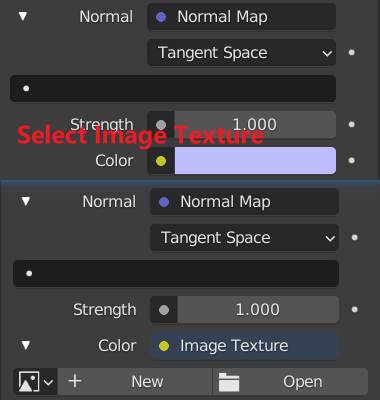 Normal Normal Map
Tangent Space
Strength 1.000
Select Image Texture
Color
Normal Normal Map
Tangent Space
Strength 1.000
Color Image Texture
+ New Open